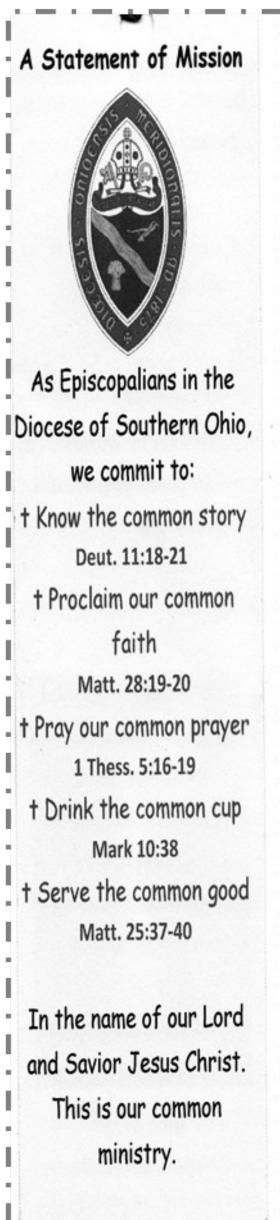 A Statement of Mission
DIŒCESIS OHIOENSIS MERIDIONALIS AD 1875
As Episcopalians in the
Diocese of Southern Ohio,
we commit to:
† Know the common story
Deut. 11:18-21
† Proclaim our common
faith
Matt. 28:19-20
† Pray our common prayer
1 Thess. 5:16-19
† Drink the common cup
Mark 10:38
† Serve the common good
Matt. 25:37-40
In the name of our Lord
and Savior Jesus Christ.
This is our common
ministry.